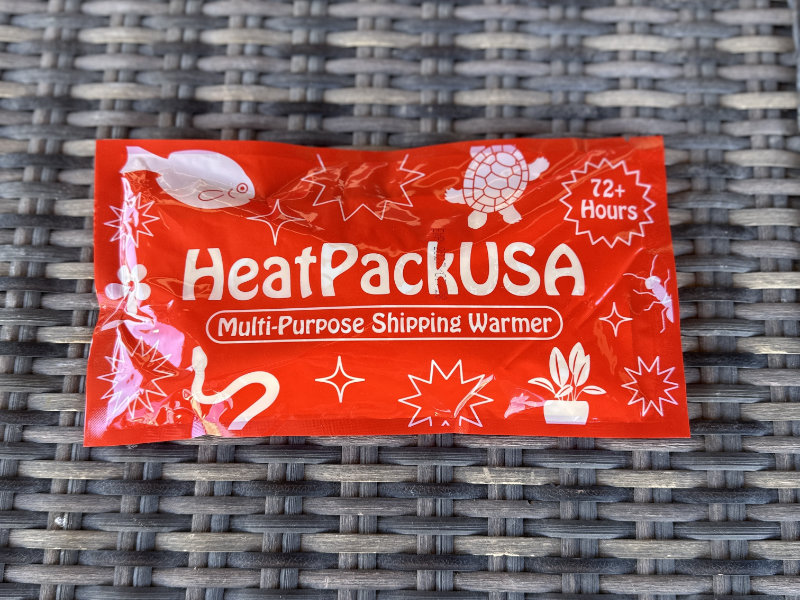 72+
Hours
HeatPackUSA
Multi-Purpose Shipping Warmer